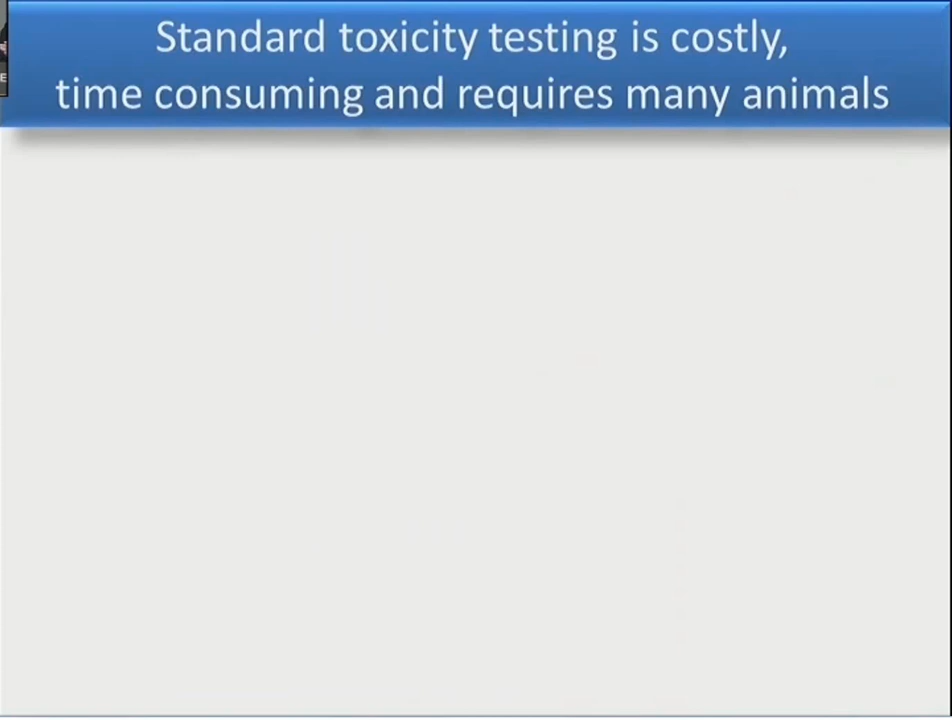 Standard toxicity testing is costly,
time consuming and requires many animals